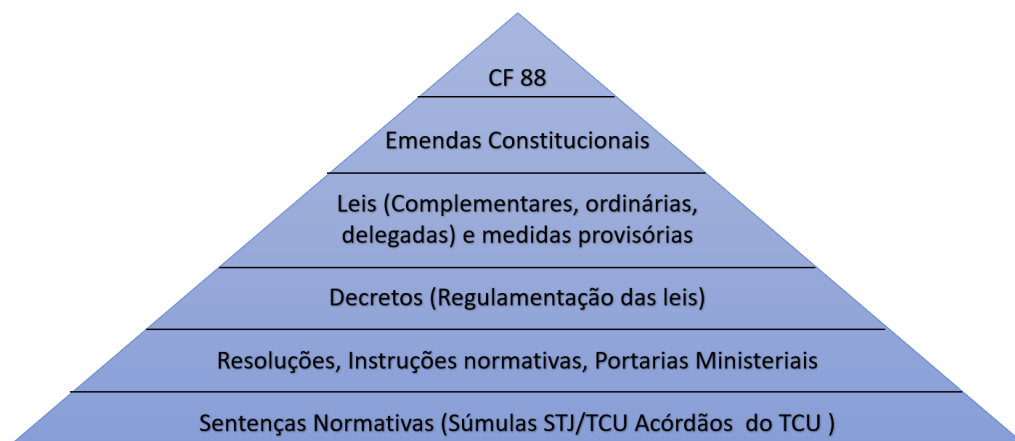 CF 88
Emendas Constitucionais
Leis (Complementares, ordinárias,
delegadas) e medidas provisórias
Decretos (Regulamentação das leis)
Resoluções, Instruções normativas, Portarias Ministeriais
Sentenças Normativas (Súmulas STJ/TCU Acórdãos  do TCU )